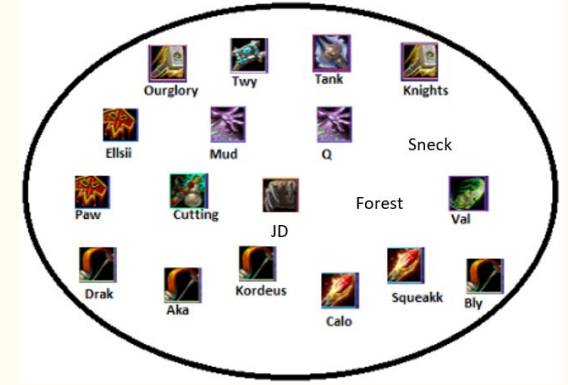 Ourglory
Twy
Tank
Knights
Ellsii
Mud
Q
Sneck
Paw
Cutting
JD
Forest
Val
Drak
Aka
Kordeus
Calo
Squeakk
Bly